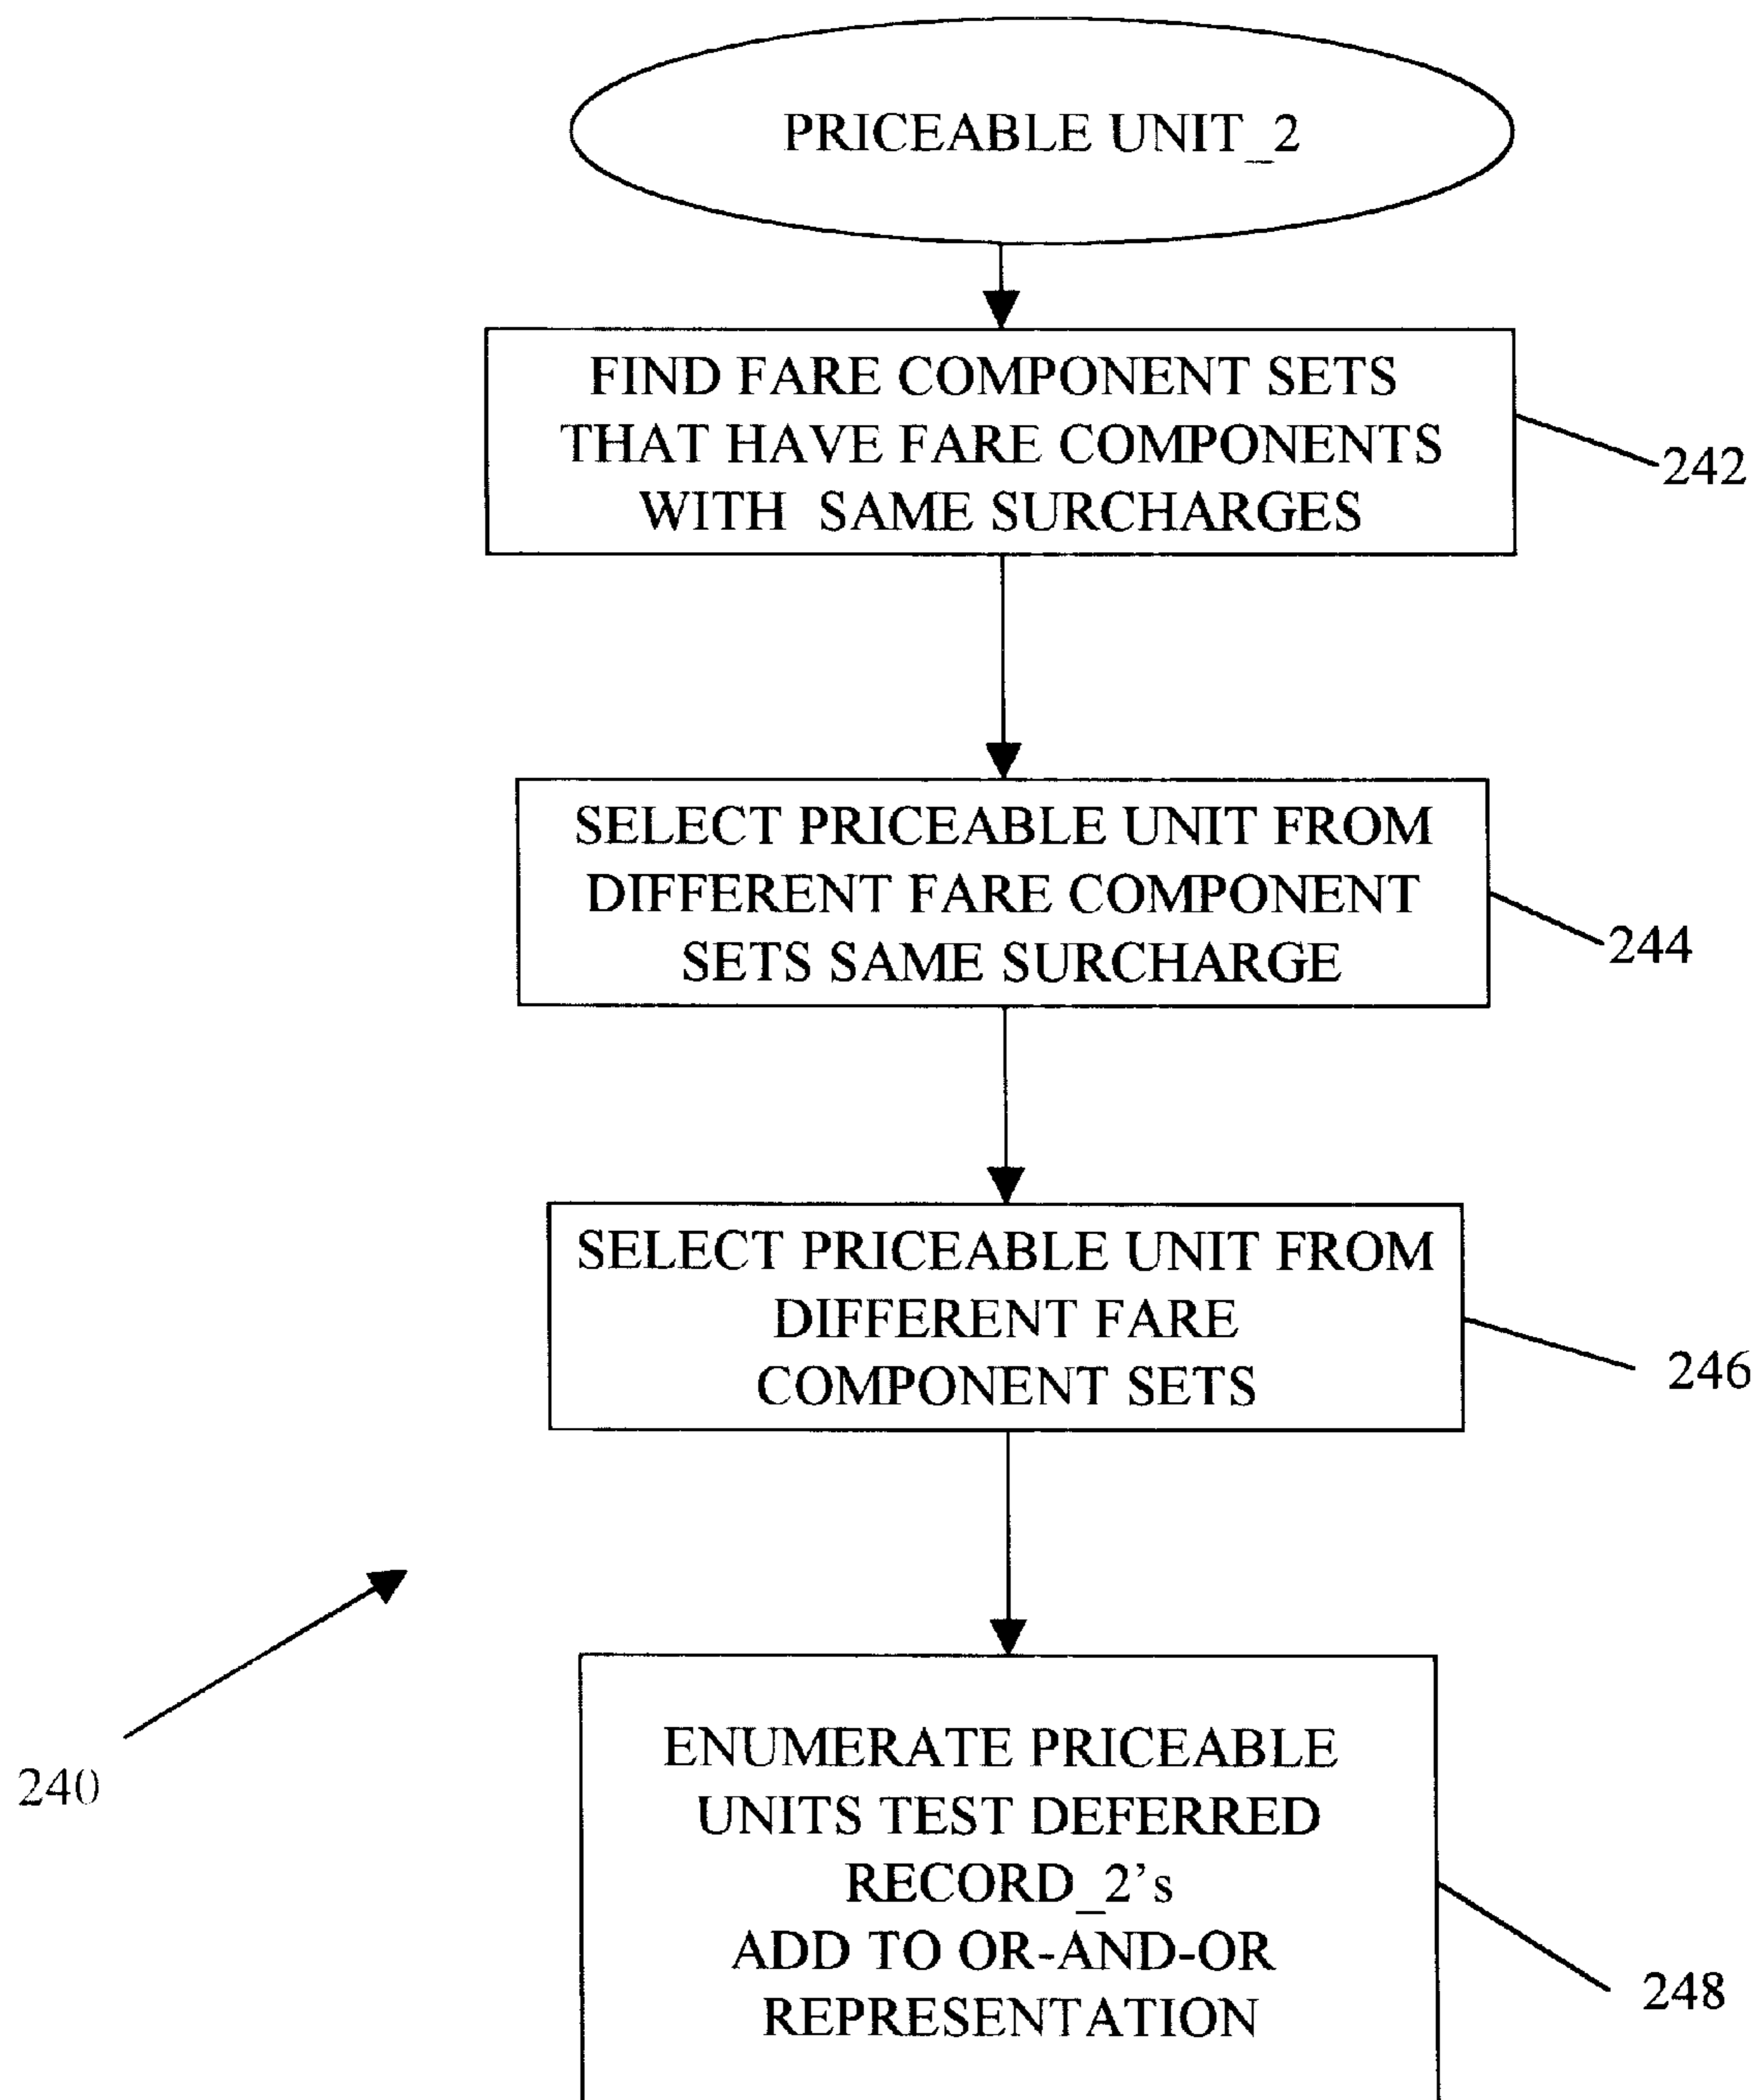 PRICEABLE UNIT_2
FIND FARE COMPONENT SETS
THAT HAVE FARE COMPONENTS
WITH SAME SURCHARGES
242
SELECT PRICEABLE UNIT FROM
DIFFERENT FARE COMPONENT
SETS SAME SURCHARGE
244
SELECT PRICEABLE UNIT FROM
DIFFERENT FARE
COMPONENT SETS
246
ENUMERATE PRICEABLE
UNITS TEST DEFERRED
RECORD_2's
ADD TO OR-AND-OR
REPRESENTATION
248
240